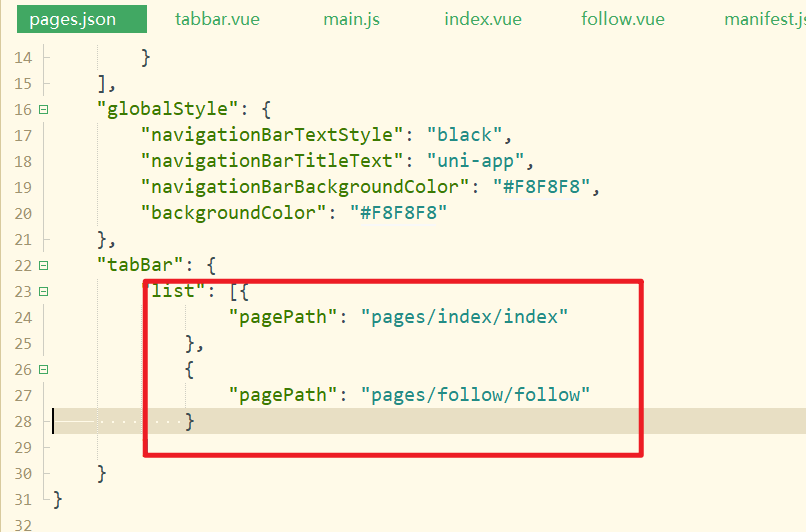 pages.json tabbar.vue main.js index.vue follow.vue manifest.js
14 }
15 ],
16 "globalStyle": {
17 "navigationBarTextStyle": "black",
18 "navigationBarTitleText": "uni-app",
19 "navigationBarBackgroundColor": "#F8F8F8",
20 "backgroundColor": "#F8F8F8"
21 },
22 "tabBar": {
23 "list": [{
24 "pagePath": "pages/index/index"
25 },
26 {
27 "pagePath": "pages/follow/follow"
28 }
29
30 }
31 }
32